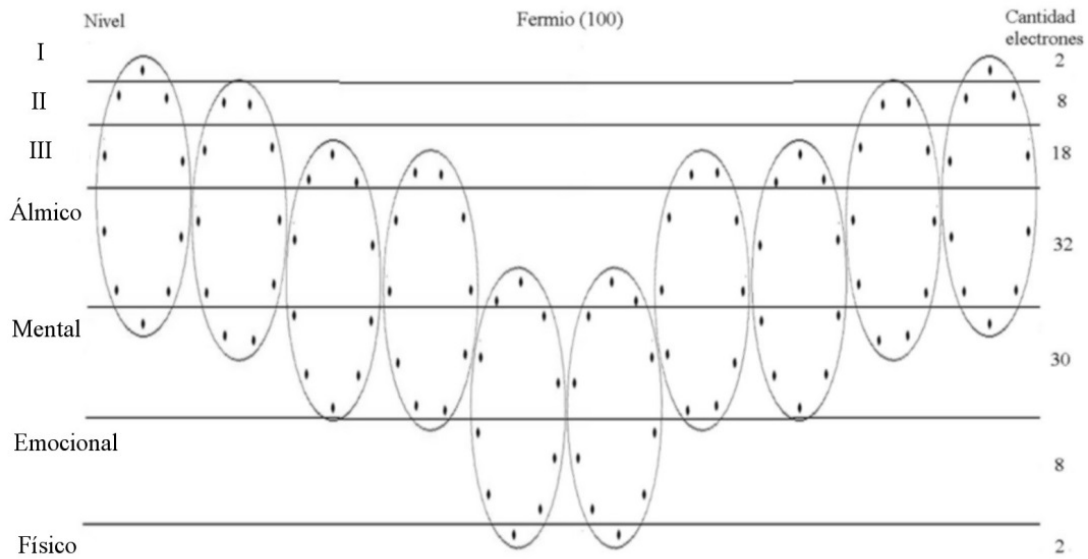 Nivel
Fermio (100)
Cantidad
electrones
I
2
II
8
III
18
Álmico
32
Mental
30
Emocional
8
Físico
2